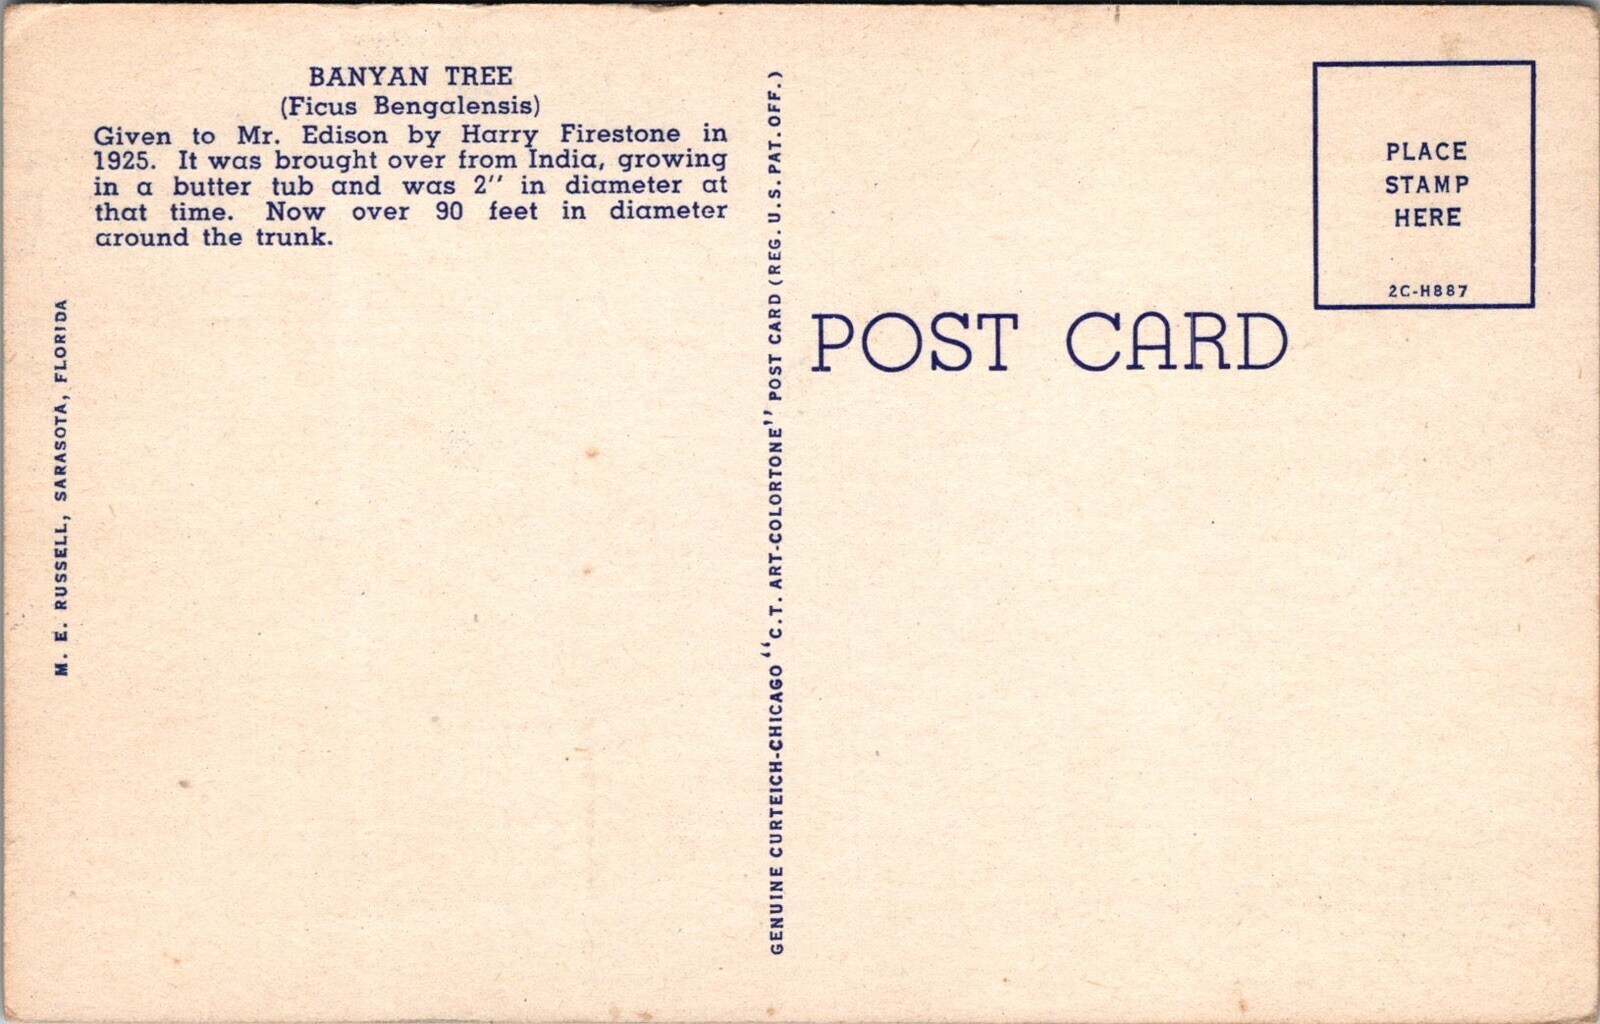 BANYAN TREE
(Ficus Bengalensis)
Given to Mr. Edison by Harry Firestone in
1925. It was brought over from India, growing
in a butter tub and was 2" in diameter at
that time. Now over 90 feet in diameter
around the trunk.
M. E. RUSSELL, SARASOTA, FLORIDA
GENUINE CURTEICH-CHICAGO "C.T. ART-COLORTONE" POST CARD (REG. U.S. PAT. OFF.)
POST CARD
PLACE
STAMP
HERE
2C-H887